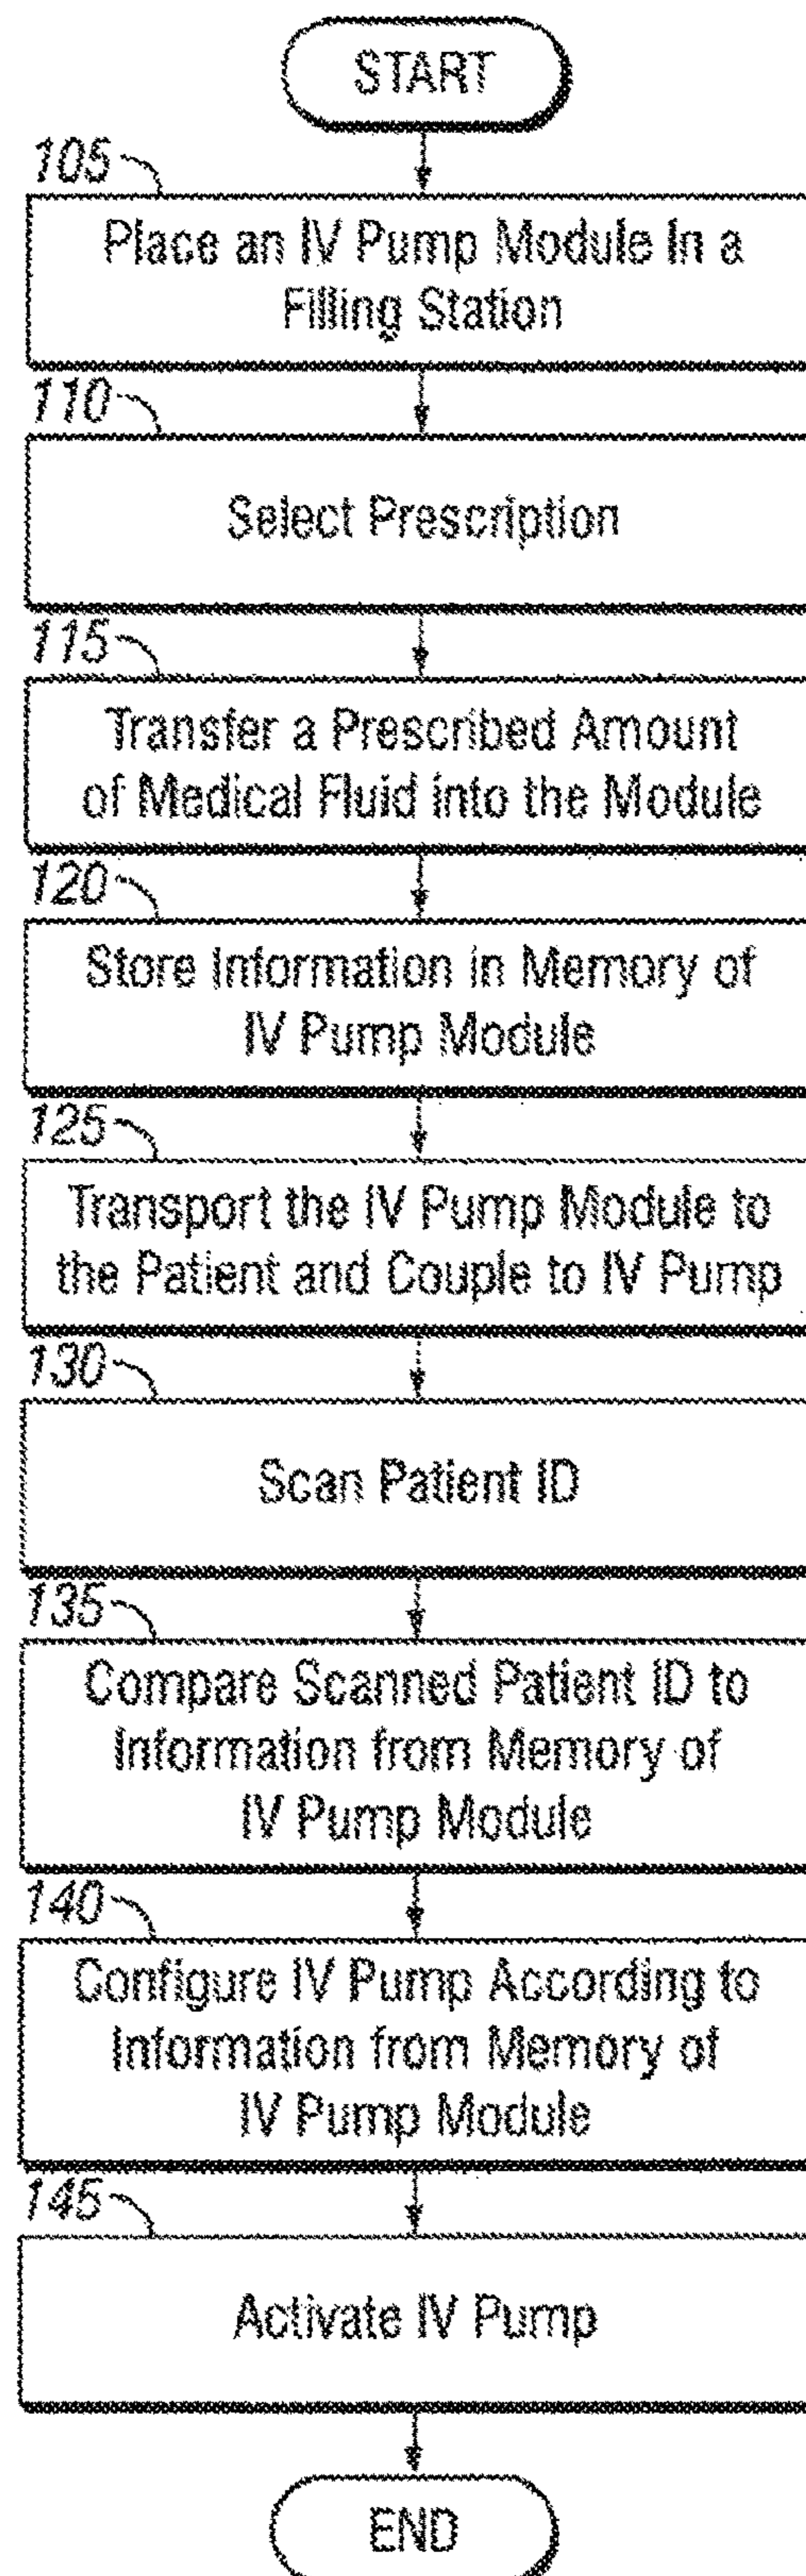 START
105
Place an IV Pump Module In a
Filling Station
110
Select Prescription
115
Transfer a Prescribed Amount
of Medical Fluid into the Module
120
Store Information in Memory of
IV Pump Module
125
Transport the IV Pump Module to
the Patient and Couple to IV Pump
130
Scan Patient ID
135
Compare Scanned Patient ID to
Information from Memory of
IV Pump Module
140
Configure IV Pump According to
Information from Memory of
IV Pump Module
145
Activate IV Pump
END